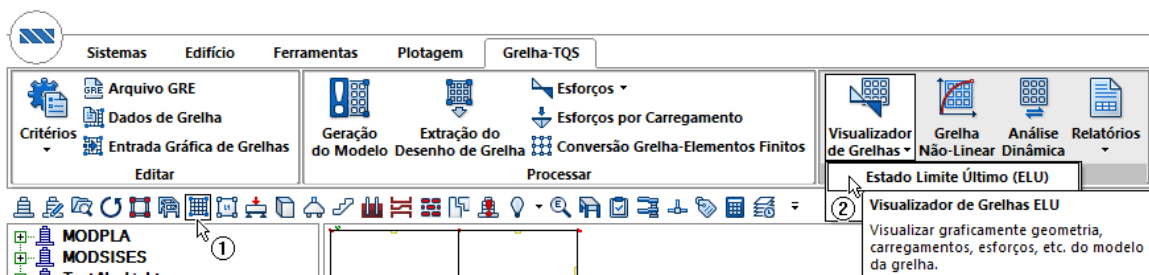 Sistemas Edifício Ferramentas Plotagem Grelha-TQS
Critérios
GRE Arquivo GRE
Dados de Grelha
Entrada Gráfica de Grelhas
Editar
Geração
do Modelo
Extração do
Desenho de Grelha
Esforços
Esforços por Carregamento
Conversão Grelha-Elementos Finitos
Processar
Visualizador
de Grelhas
Grelha
Não-Linear
Análise
Dinâmica
Relatórios
Estado Limite Último (ELU)
Visualizador de Grelhas ELU
Visualizar graficamente geometria,
carregamentos, esforços, etc. do modelo
da grelha.
1
2
MODPLA
MODSISES